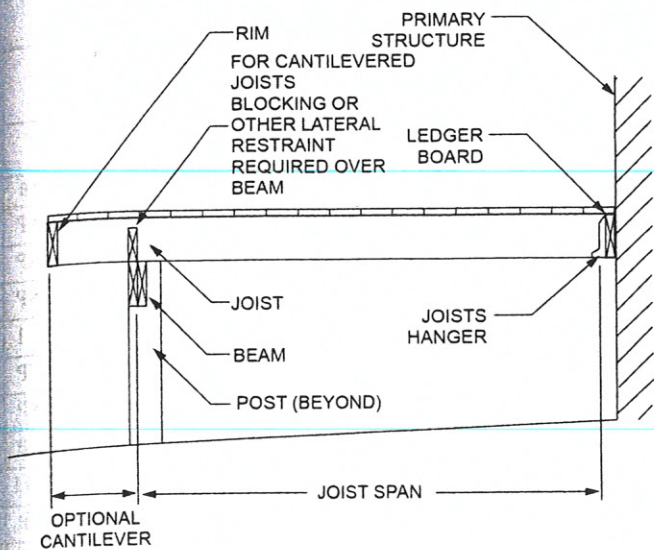 RIM
FOR CANTILEVERED
JOISTS
BLOCKING OR
OTHER LATERAL
RESTRAINT
REQUIRED OVER
BEAM
PRIMARY
STRUCTURE
LEDGER
BOARD
JOIST
BEAM
POST (BEYOND)
JOISTS
HANGER
JOIST SPAN
OPTIONAL
CANTILEVER